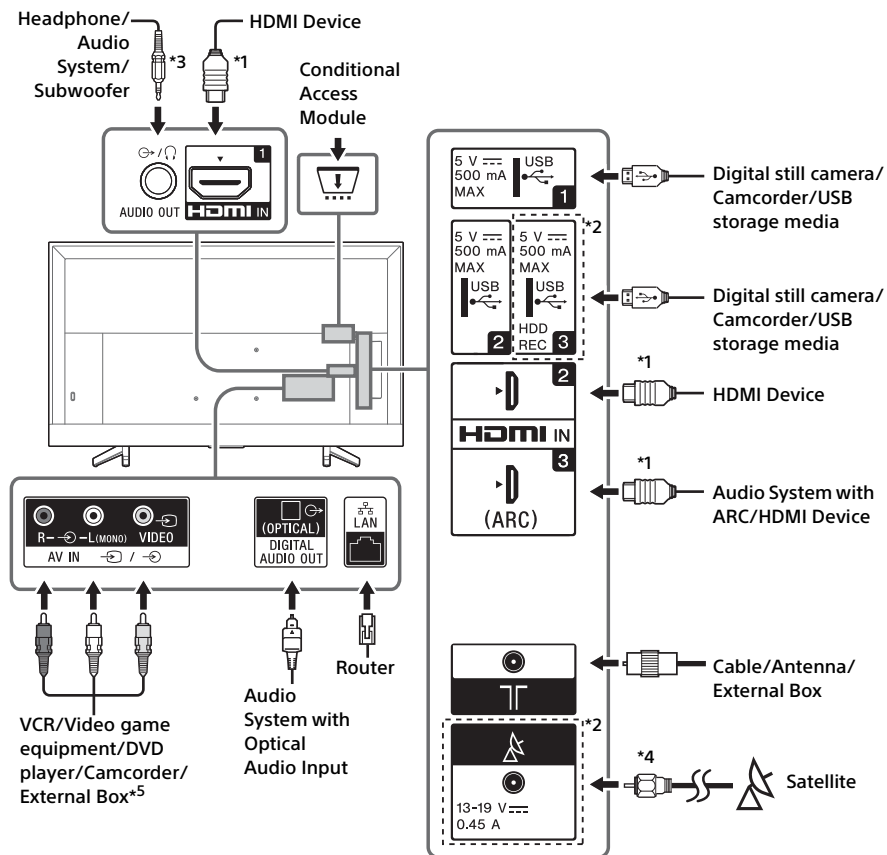 Headphone/
Audio
System/
Subwoofer
*3
*1
HDMI Device
Conditional
Access
Module
1
AUDIO OUT
HDMI IN
5 V
500 mA
MAX
USB
1
Digital still camera/
Camcorder/USB
storage media
*2
5 V
500 mA
MAX
USB
2
5 V
500 mA
MAX
USB
HDD
REC 3
Digital still camera/
Camcorder/USB
storage media
2
*1
HDMI Device
HDMI IN
3
(ARC)
*1
Audio System with
ARC/HDMI Device
R- -L(MONO) VIDEO
AV IN /
(OPTICAL)
DIGITAL
AUDIO OUT
LAN
VCR/Video game
equipment/DVD
player/Camcorder/
External Box*5
Audio
System with
Optical
Audio Input
Router
Cable/Antenna/
External Box
*2
13-19 V
0.45 A
*4
Satellite